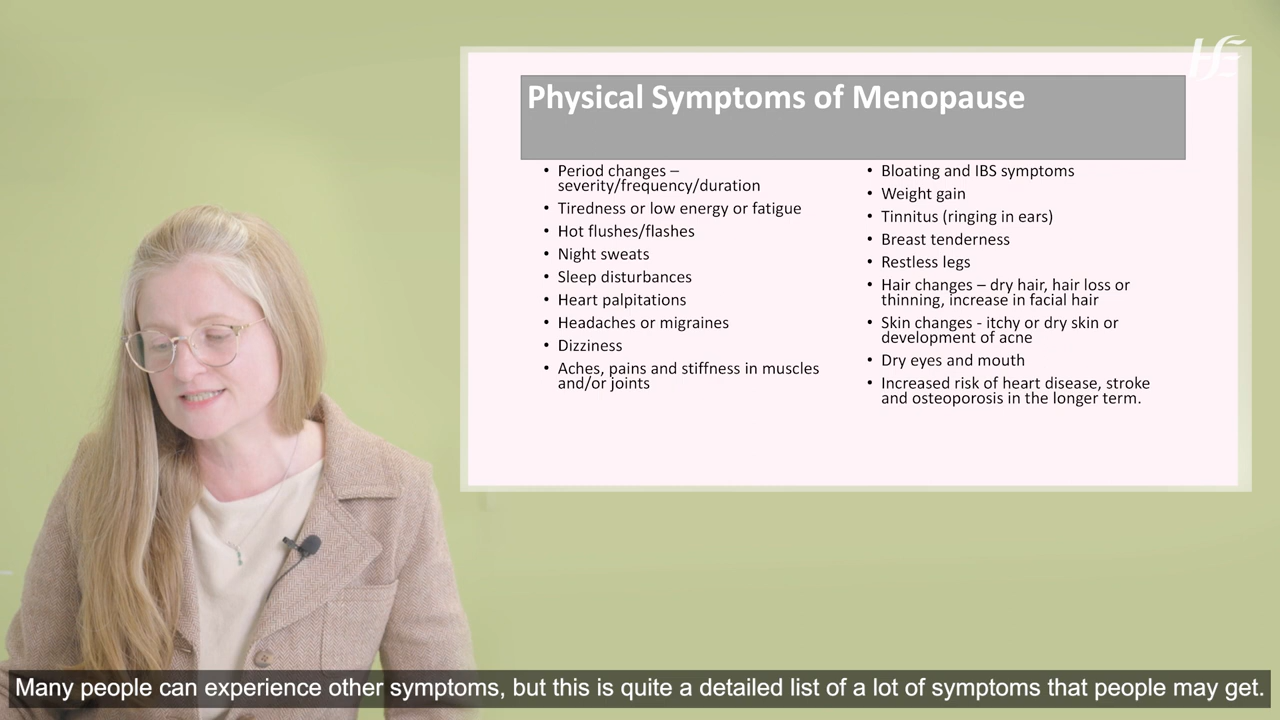 HSE
Physical Symptoms of Menopause
• Period changes –
severity/frequency/duration
• Tiredness or low energy or fatigue
• Hot flushes/flashes
• Night sweats
• Sleep disturbances
• Heart palpitations
• Headaches or migraines
• Dizziness
• Aches, pains and stiffness in muscles
and/or joints
• Bloating and IBS symptoms
• Weight gain
• Tinnitus (ringing in ears)
• Breast tenderness
• Restless legs
• Hair changes – dry hair, hair loss or
thinning, increase in facial hair
• Skin changes - itchy or dry skin or
development of acne
• Dry eyes and mouth
• Increased risk of heart disease, stroke
and osteoporosis in the longer term.
Many people can experience other symptoms, but this is quite a detailed list of a lot of symptoms that people may get.